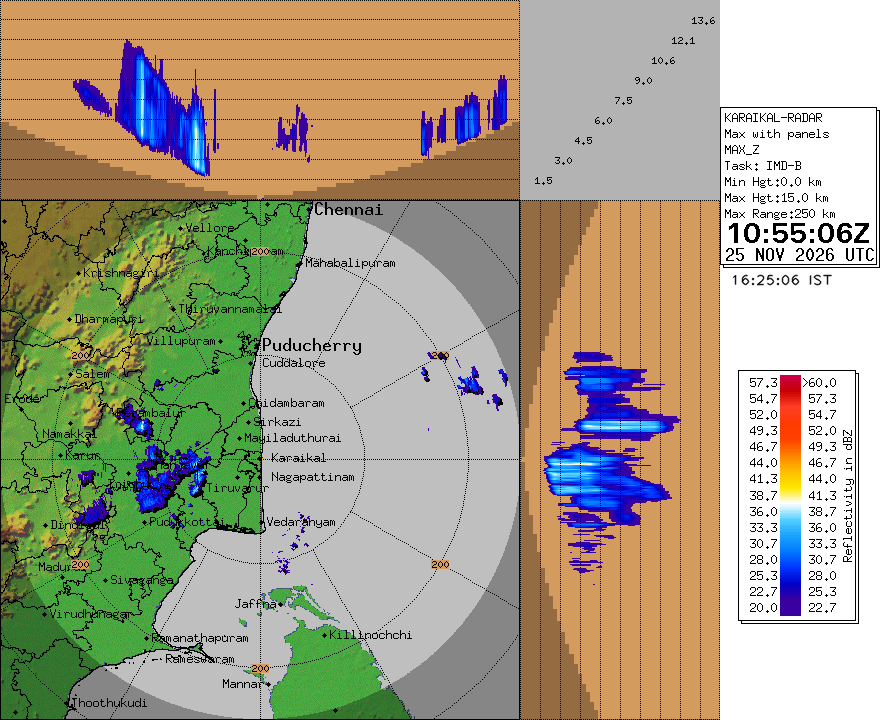 13.6
12.1
10.6
9.0
7.5
6.0
4.5
3.0
1.5
KARAIKAL-RADAR
Max with panels
MAX_Z
Task: IMD-B
Min Hgt:0.0 km
Max Hgt:15.0 km
Max Range:250 km
10:55:06Z
25 NOV 2026 UTC
16:25:06 IST
Chennai
Vellore
200
Mahabalipuram
Krishnagiri
Thiruvannamalai
Dharmapuri
Villupuram
Puducherry
200
200
Cuddalore
Salem
Erode
Chidambaram
Sirkazi
Namakkal
Mayiladuthurai
Karur
Karaikal
Nagapattinam
Tiruvarur
Pudukkottai
Vedaranyam
200
200
Sivaganga
Virudhunagar
Jaffna
Killinochchi
Ramanathapuram
Rameswaram
200
Mannar
Thoothukudi
57.3 >60.0
54.7 57.3
52.0 54.7
49.3 52.0
46.7 49.3
44.0 46.7
41.3 44.0
38.7 41.3
36.0 38.7
33.3 36.0
30.7 33.3
28.0 30.7
25.3 28.0
22.7 25.3
20.0 22.7
Reflectivity in dBZ